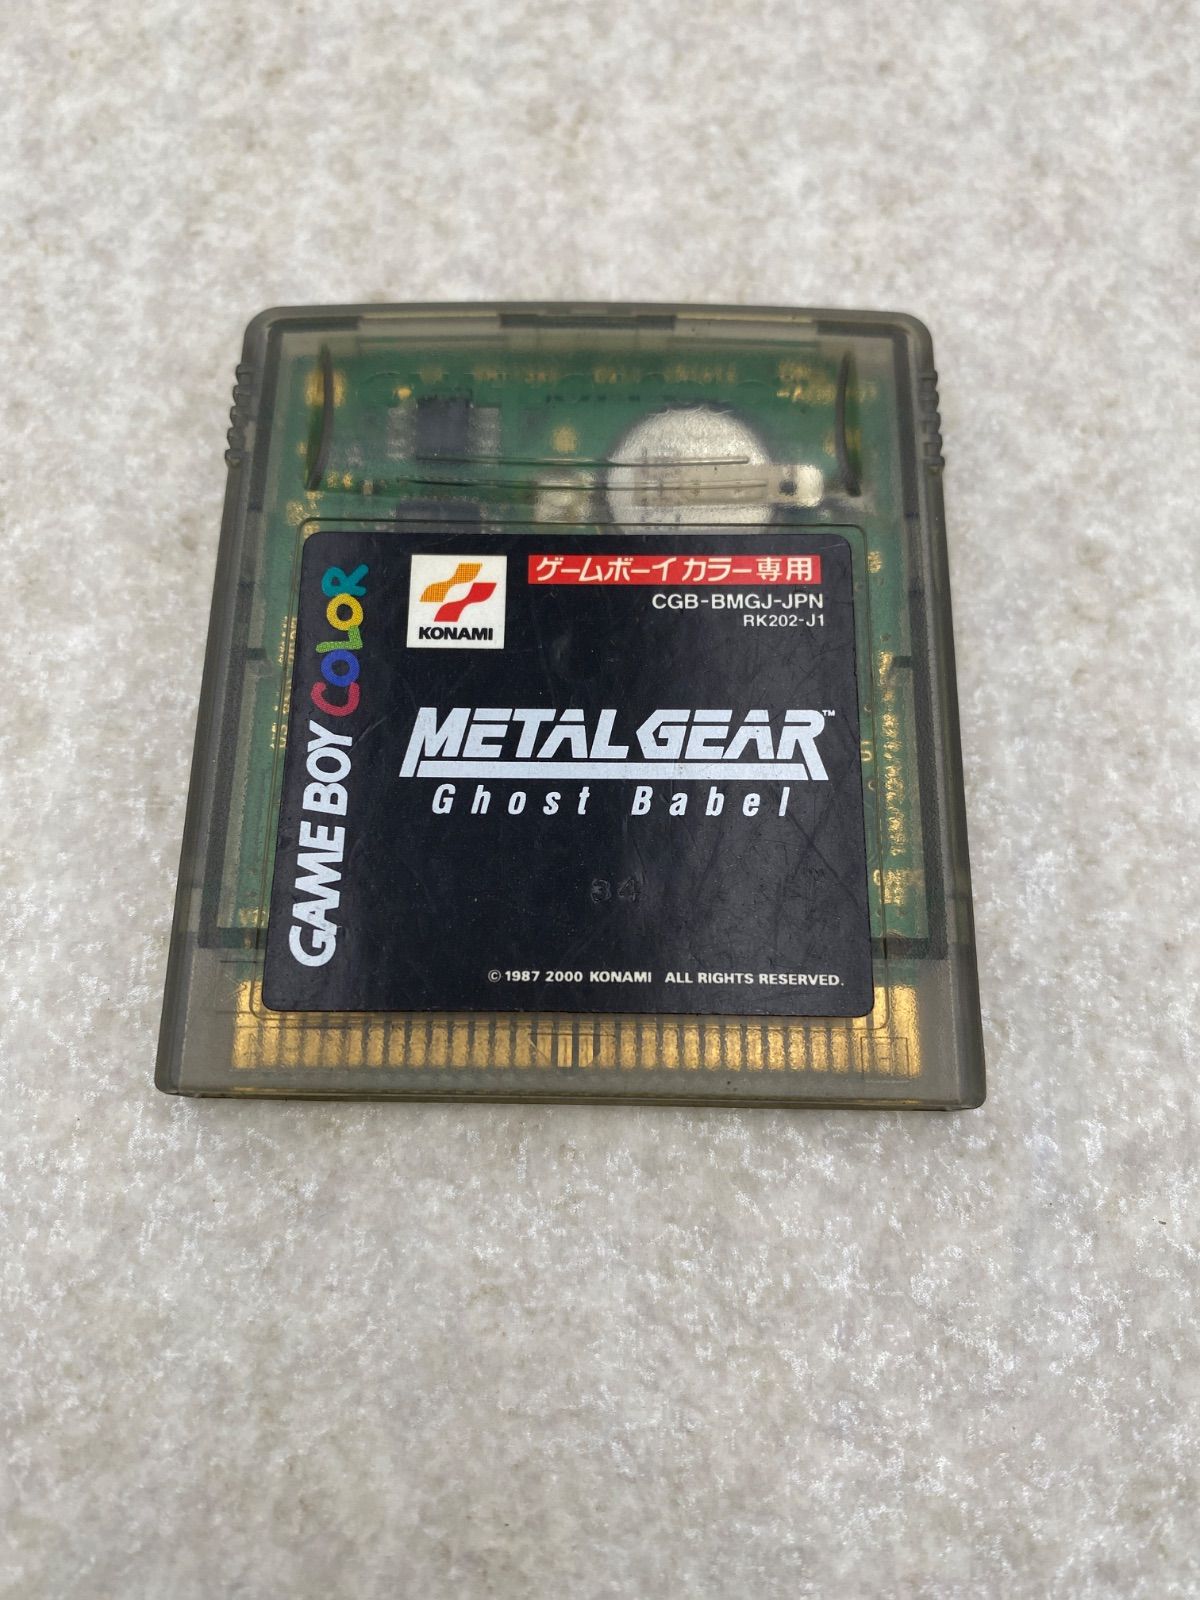 KONAMI
ゲームボーイカラー専用
CGB-BMGJ-JPN
RK202-J1
GAME BOY COLOR
METAL GEAR™
Ghost Babel
34
© 1987 2000 KONAMI ALL RIGHTS RESERVED.